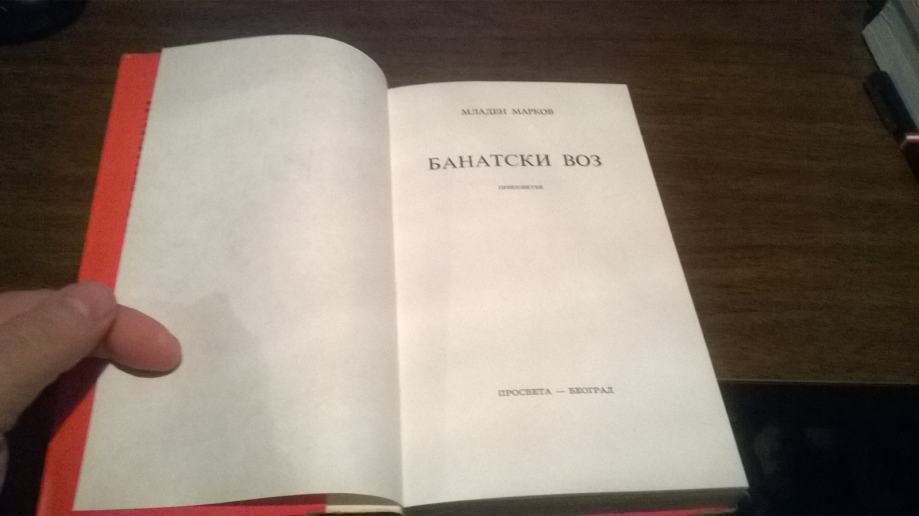 МЛАДЕН МАРКОВ
БАНАТСКИ ВОЗ
ПРИПОВЕТКЕ
ПРОСВЕТА — БЕОГРАД